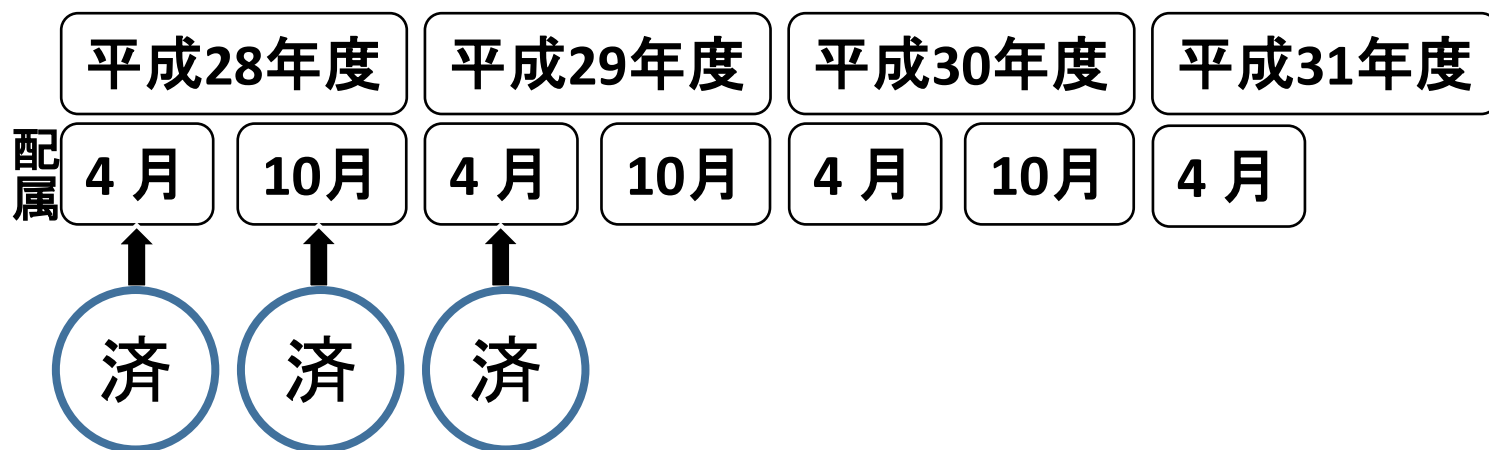 平成28年度 平成29年度 平成30年度 平成31年度
配属 4月 10月 4月 10月 4月 10月 4月
済 済 済